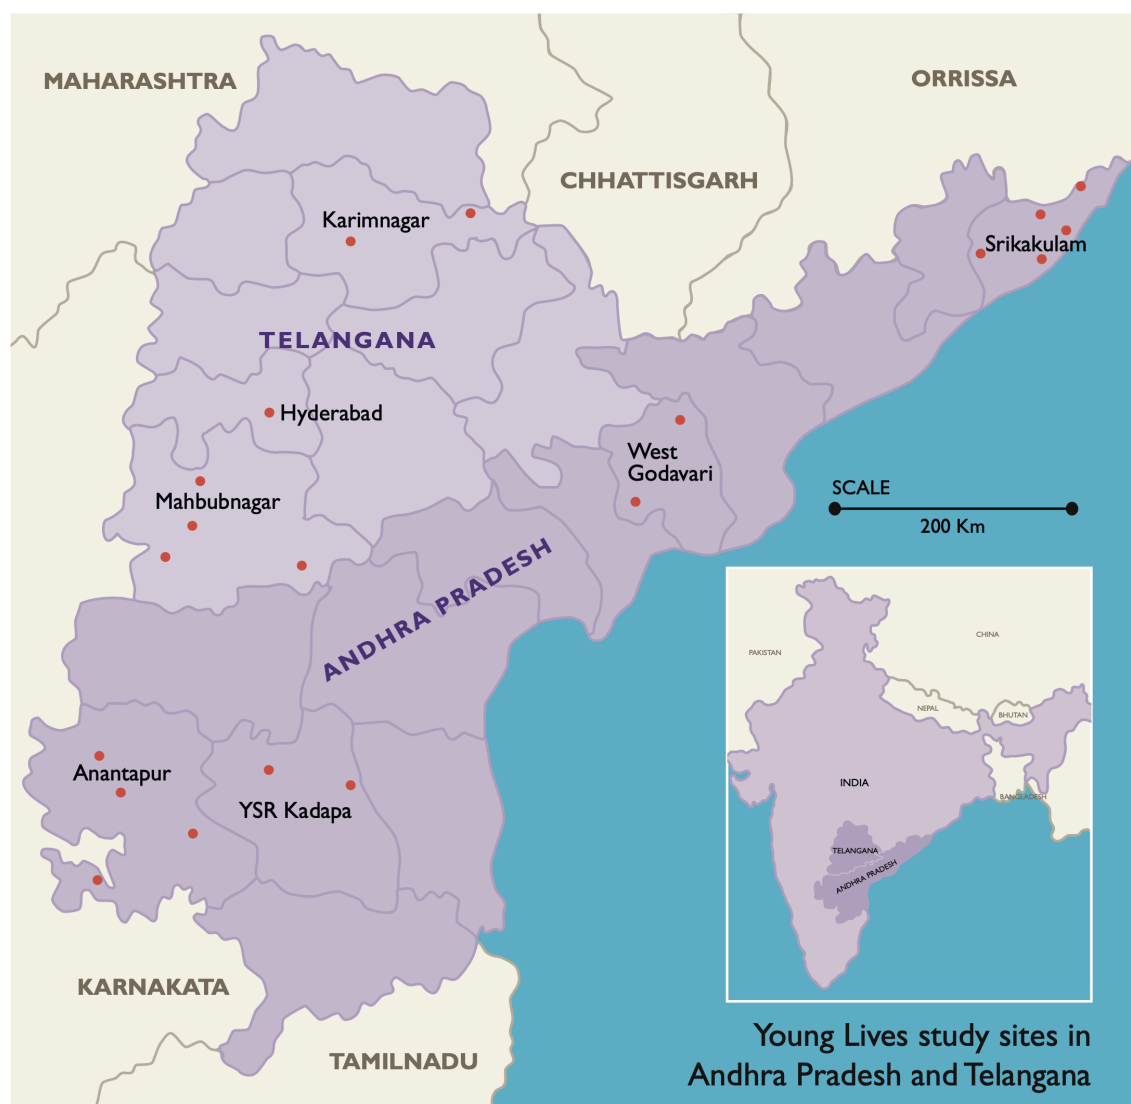 MAHARASHTRA
ORRISSA
CHHATTISGARH
Karimnagar
Srikakulam
TELANGANA
Hyderabad
West
Godavari
Mahbubnagar
SCALE
200 Km
ANDHRA PRADESH
Anantapur
YSR Kadapa
KARNAKATA
TAMILNADU
CHINA
PAKISTAN
NEPAL
BHUTAN
INDIA
BANGLADESH
TELANGANA
ANDHRA PRADESH
Young Lives study sites in
Andhra Pradesh and Telangana